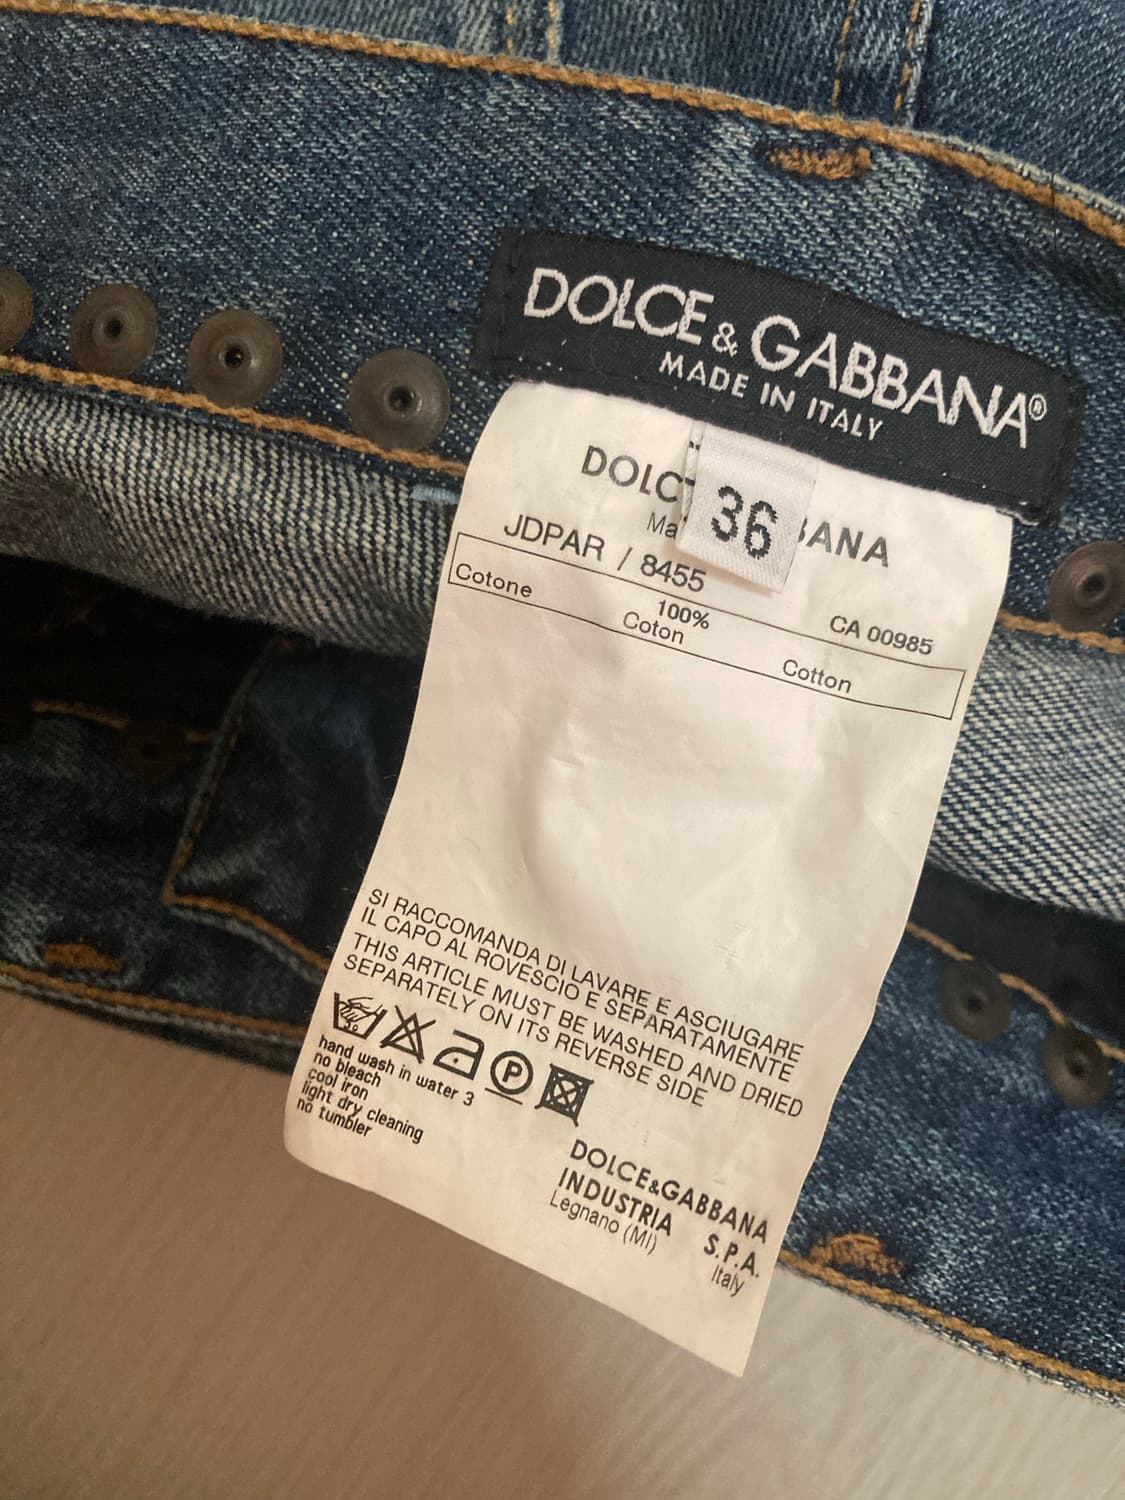 DOLCE & GABBANA®
MADE IN ITALY
36
DOLC BANA
Ma
JDPAR / 8455
CA 00985
100%
Cotone Coton Cotton
SI RACCOMANDA DI LAVARE E ASCIUGARE
IL CAPO AL ROVESCIO E SEPARATAMENTE
THIS ARTICLE MUST BE WASHED AND DRIED
SEPARATELY ON ITS REVERSE SIDE
P
hand wash in water 3
no bleach
cool iron
light dry cleaning
no tumbler
DOLCE&GABBANA
INDUSTRIA S.P.A.
Legnano (MI) Italy